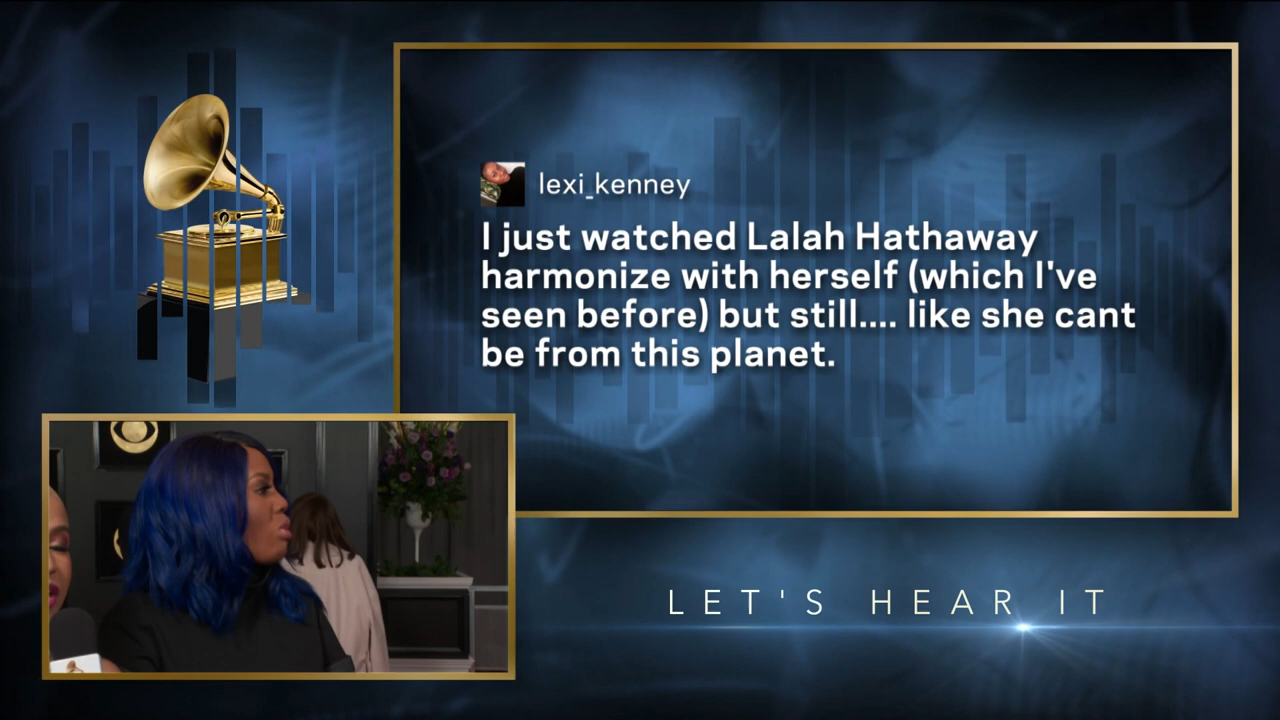 lexi_kenney
I just watched Lalah Hathaway
harmonize with herself (which I've
seen before) but still.... like she cant
be from this planet.
LET'S HEAR IT